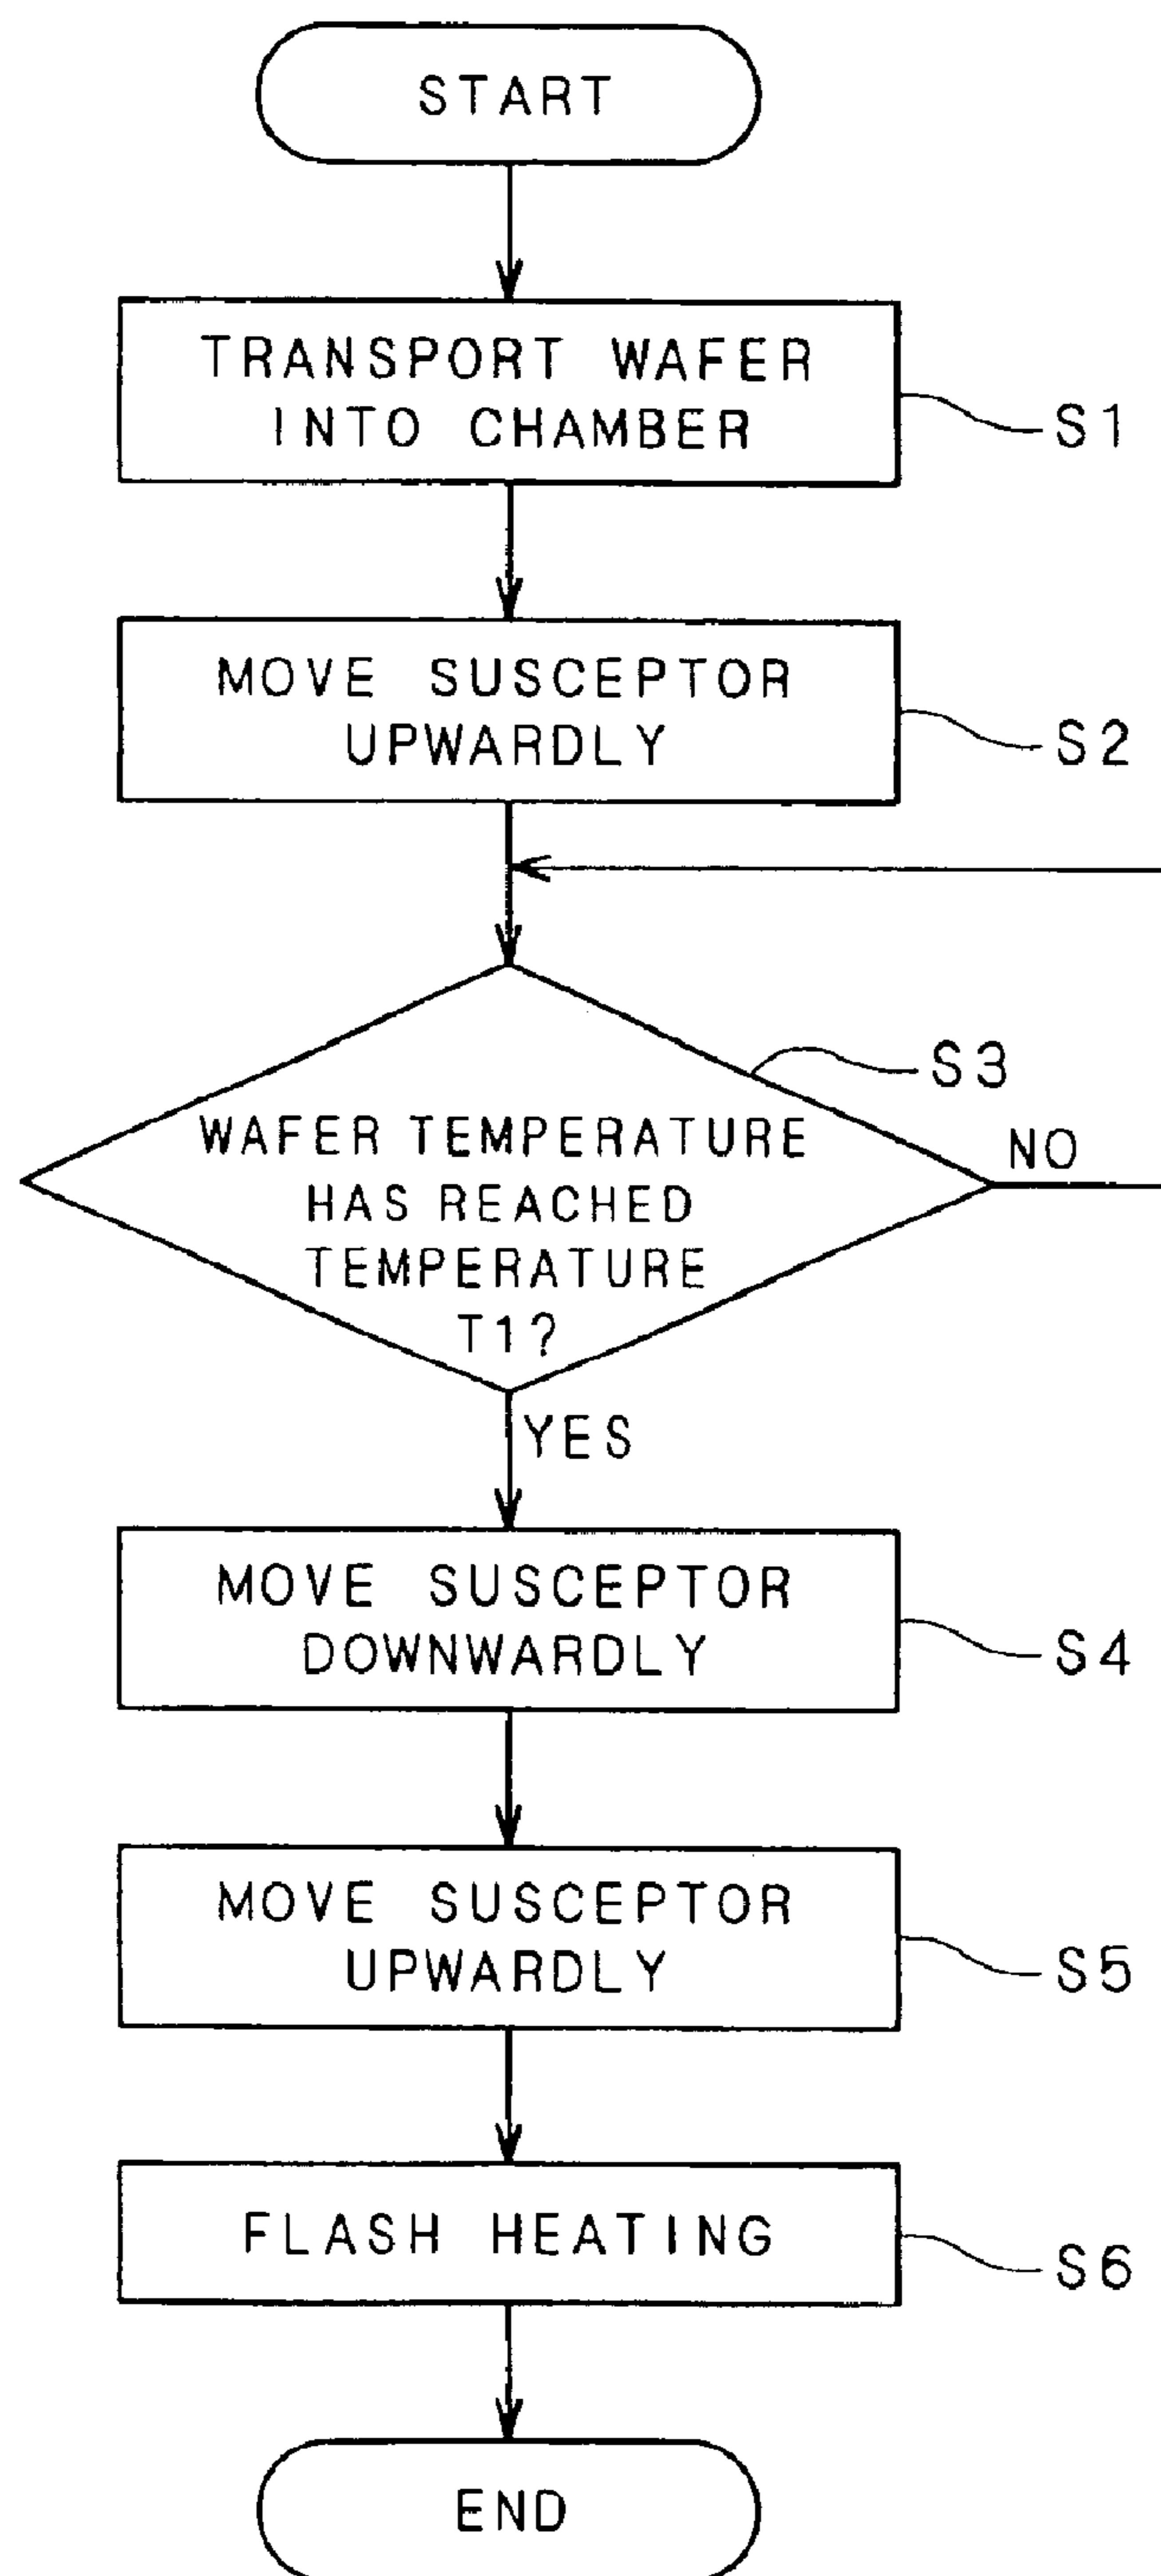 START
TRANSPORT WAFER
INTO CHAMBER
S1
MOVE SUSCEPTOR
UPWARDLY
S2
S3
WAFER TEMPERATURE
HAS REACHED
TEMPERATURE
T1?
NO
YES
MOVE SUSCEPTOR
DOWNWARDLY
S4
MOVE SUSCEPTOR
UPWARDLY
S5
FLASH HEATING
S6
END